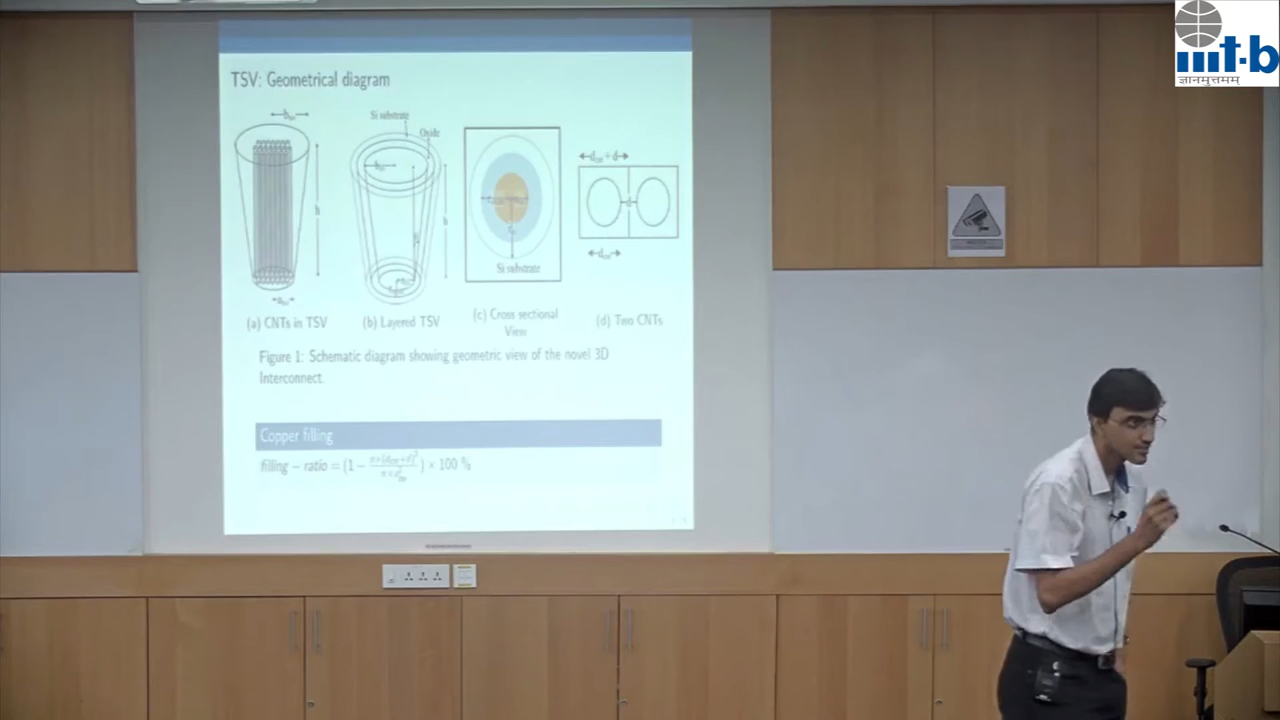 iiit-b
ज्ञानमुत्तमम्
TSV: Geometrical diagram
Si substrate
Oxide
h
h
d
Si substrate
(a) CNTs in TSV
(b) Layered TSV
(c) Cross sectional
View
(d) Two CNTs
Figure 1: Schematic diagram showing geometric view of the novel 3D
Interconnect.
Copper filling
filling − ratio = (1 − ) × 100 %